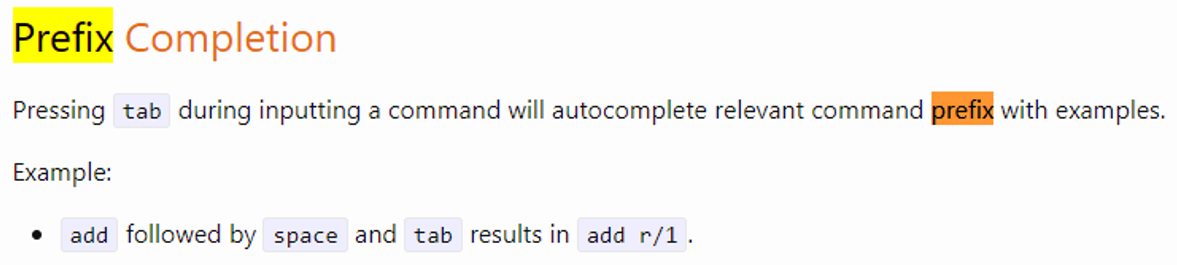 Prefix Completion
Pressing tab during inputting a command will autocomplete relevant command prefix with examples.
Example:
• add followed by space and tab results in add r/1.